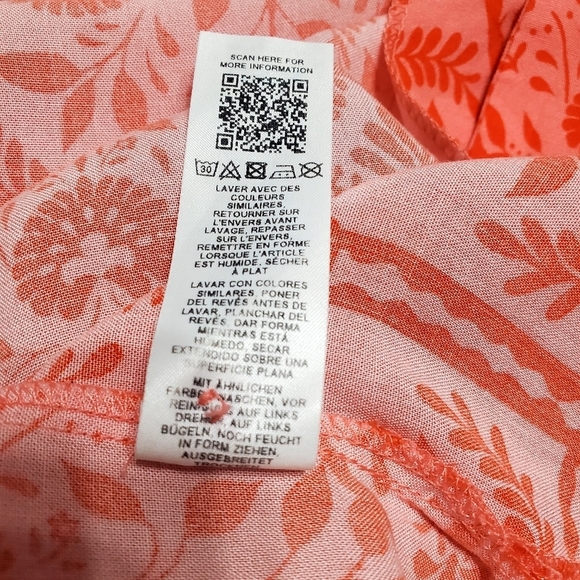 SCAN HERE FOR
MORE INFORMATION
30
LAVER AVEC DES
COULEURS
SIMILAIRES,
RETOURNER SUR
L'ENVERS AVANT
LAVAGE, REPASSER
SUR L'ENVERS,
REMETTRE EN FORME
LORSQUE L'ARTICLE
EST HUMIDE, SÉCHER
À PLAT
LAVAR CON COLORES
SIMILARES, PONER
DEL REVÉS ANTES DE
LAVAR, PLANCHAR DEL
REVÉS, DAR FORMA
MIENTRAS ESTÁ
HÚMEDO, SECAR
EXTENDIDO SOBRE UNA
SUPERFICIE PLANA
MIT ÄHNLICHEN
WASCHEN, VOR
AUF LINKS
AUF LINKS
BÜGELN, NOCH FEUCHT
IN FORM ZIEHEN,
AUSGEBREITET